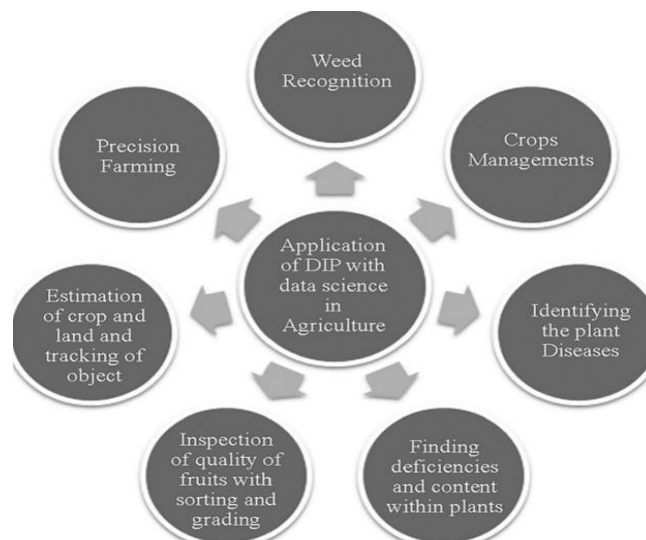 Weed
Recognition
Precision
Farming
Crops
Managements
Application
of DIP with
data science
in
Agriculture
Estimation
of crop and
land and
tracking of
object
Identifying
the plant
Diseases
Inspection
of quality of
fruits with
sorting and
grading
Finding
deficiencies
and content
within plants